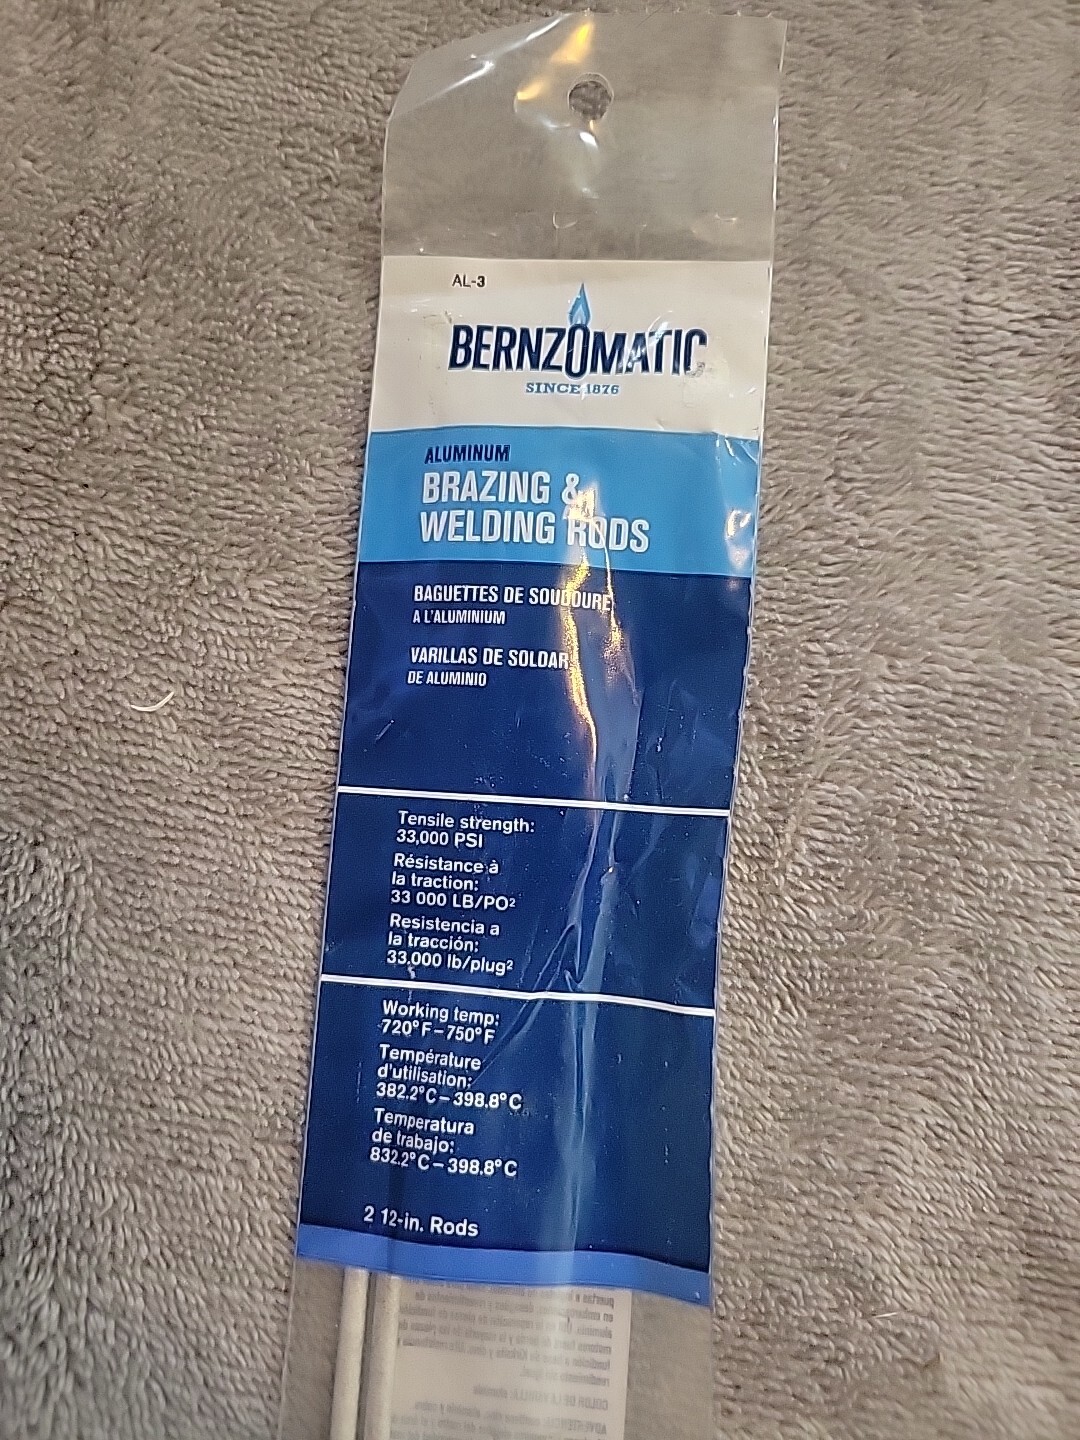 AL-3
BERNZOMATIC
SINCE 1876
ALUMINUM
BRAZING &
WELDING RODS
BAGUETTES DE SOUDOURE
A L'ALUMINIUM
VARILLAS DE SOLDAR
DE ALUMINIO
Tensile strength:
33,000 PSI
Résistance à
la traction:
33 000 LB/PO²
Resistencia a
la tracción:
33,000 lb/plug²
Working temp:
720°F – 750°F
Température
d'utilisation:
382.2°C – 398.8°C
Temperatura
de trabajo:
832.2°C – 398.8°C
2 12-in. Rods